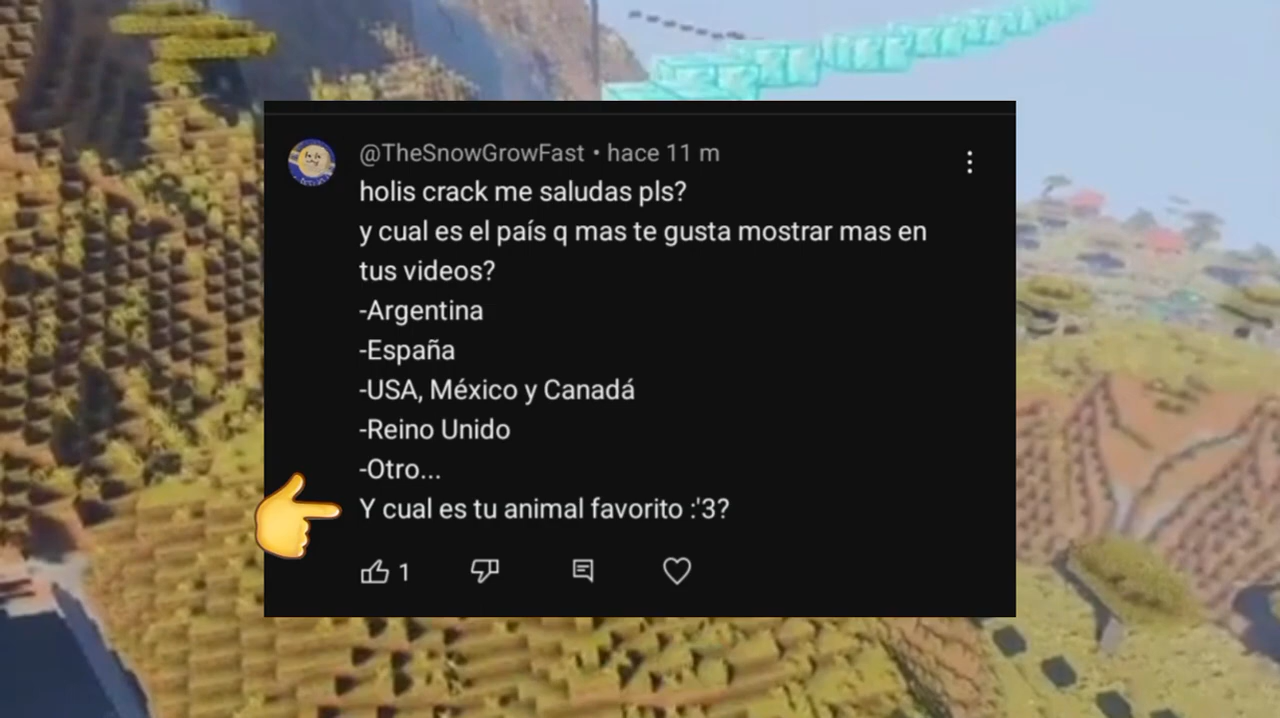 @TheSnowGrowFast • hace 11 m
holis crack me saludas pls?
y cual es el país q mas te gusta mostrar mas en
tus videos?
-Argentina
-España
-USA, México y Canadá
-Reino Unido
-Otro...
Y cual es tu animal favorito :'3?
1